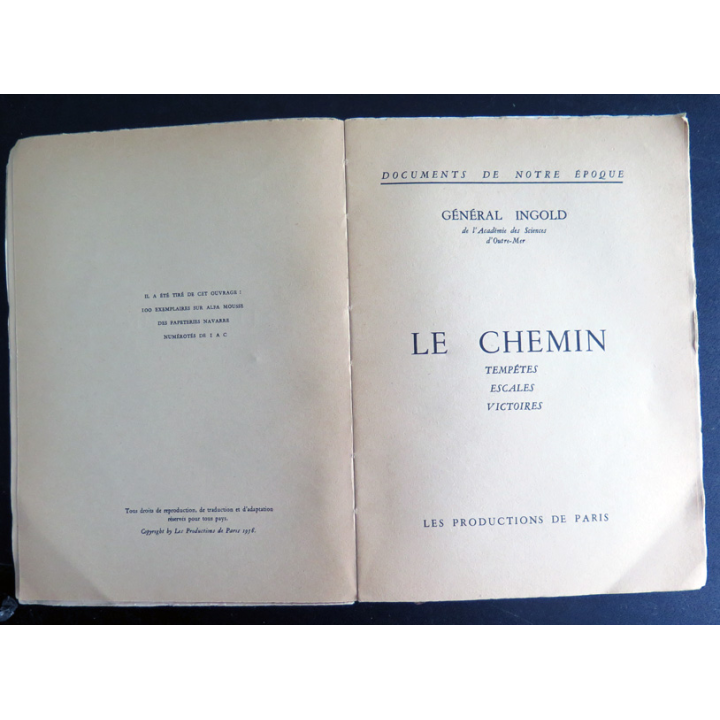 IL A ÉTÉ TIRÉ DE CET OUVRAGE :
100 EXEMPLAIRES SUR ALFA MOUSSE
DES PAPETERIES NAVARRE
NUMÉROTÉS DE I A C
Tous droits de reproduction, de traduction et d'adaptation
réservés pour tous pays.
Copyright by Les Productions de Paris 1958.
DOCUMENTS DE NOTRE ÉPOQUE
GÉNÉRAL INGOLD
de l'Académie des Sciences
d'Outre-Mer
LE CHEMIN
TEMPÊTES
ESCALES
VICTOIRES
LES PRODUCTIONS DE PARIS